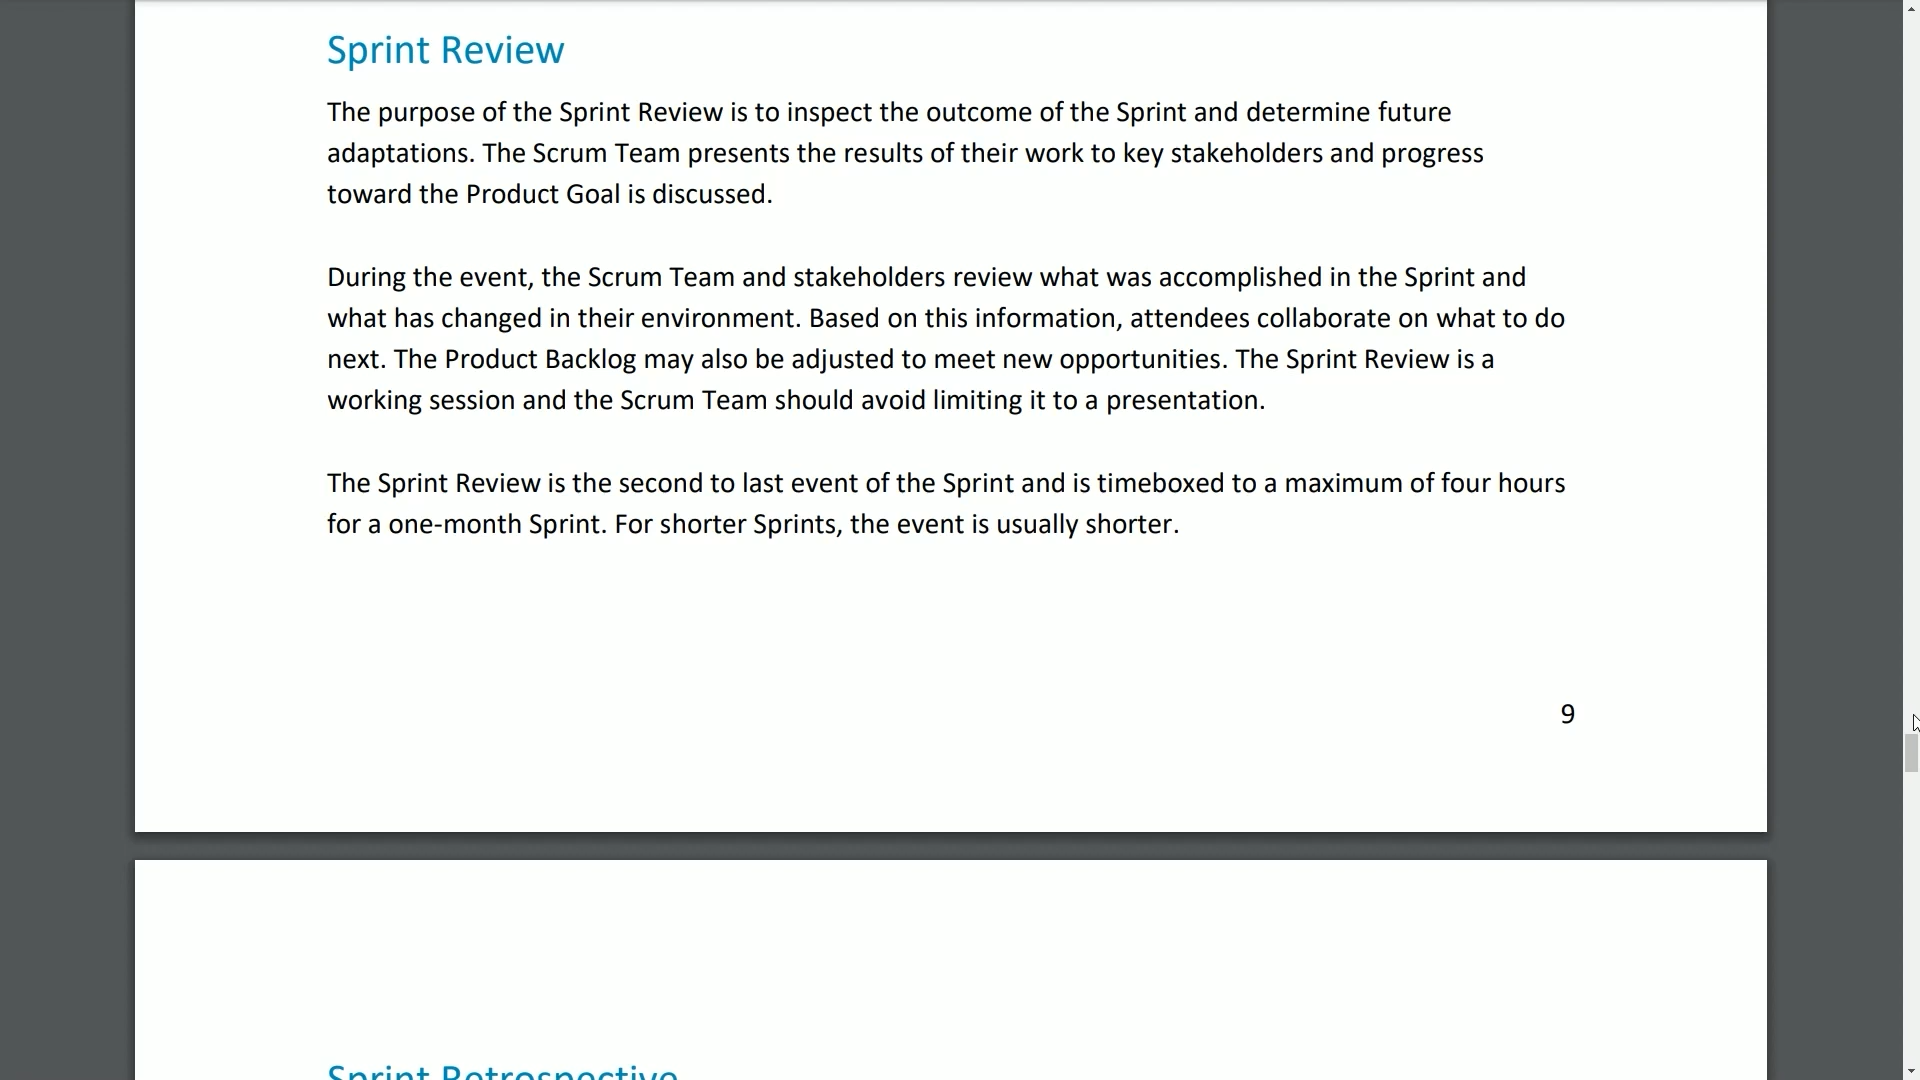 Sprint Review
The purpose of the Sprint Review is to inspect the outcome of the Sprint and determine future
adaptations. The Scrum Team presents the results of their work to key stakeholders and progress
toward the Product Goal is discussed.
During the event, the Scrum Team and stakeholders review what was accomplished in the Sprint and
what has changed in their environment. Based on this information, attendees collaborate on what to do
next. The Product Backlog may also be adjusted to meet new opportunities. The Sprint Review is a
working session and the Scrum Team should avoid limiting it to a presentation.
The Sprint Review is the second to last event of the Sprint and is timeboxed to a maximum of four hours
for a one-month Sprint. For shorter Sprints, the event is usually shorter.
9
Sprint Retrospective